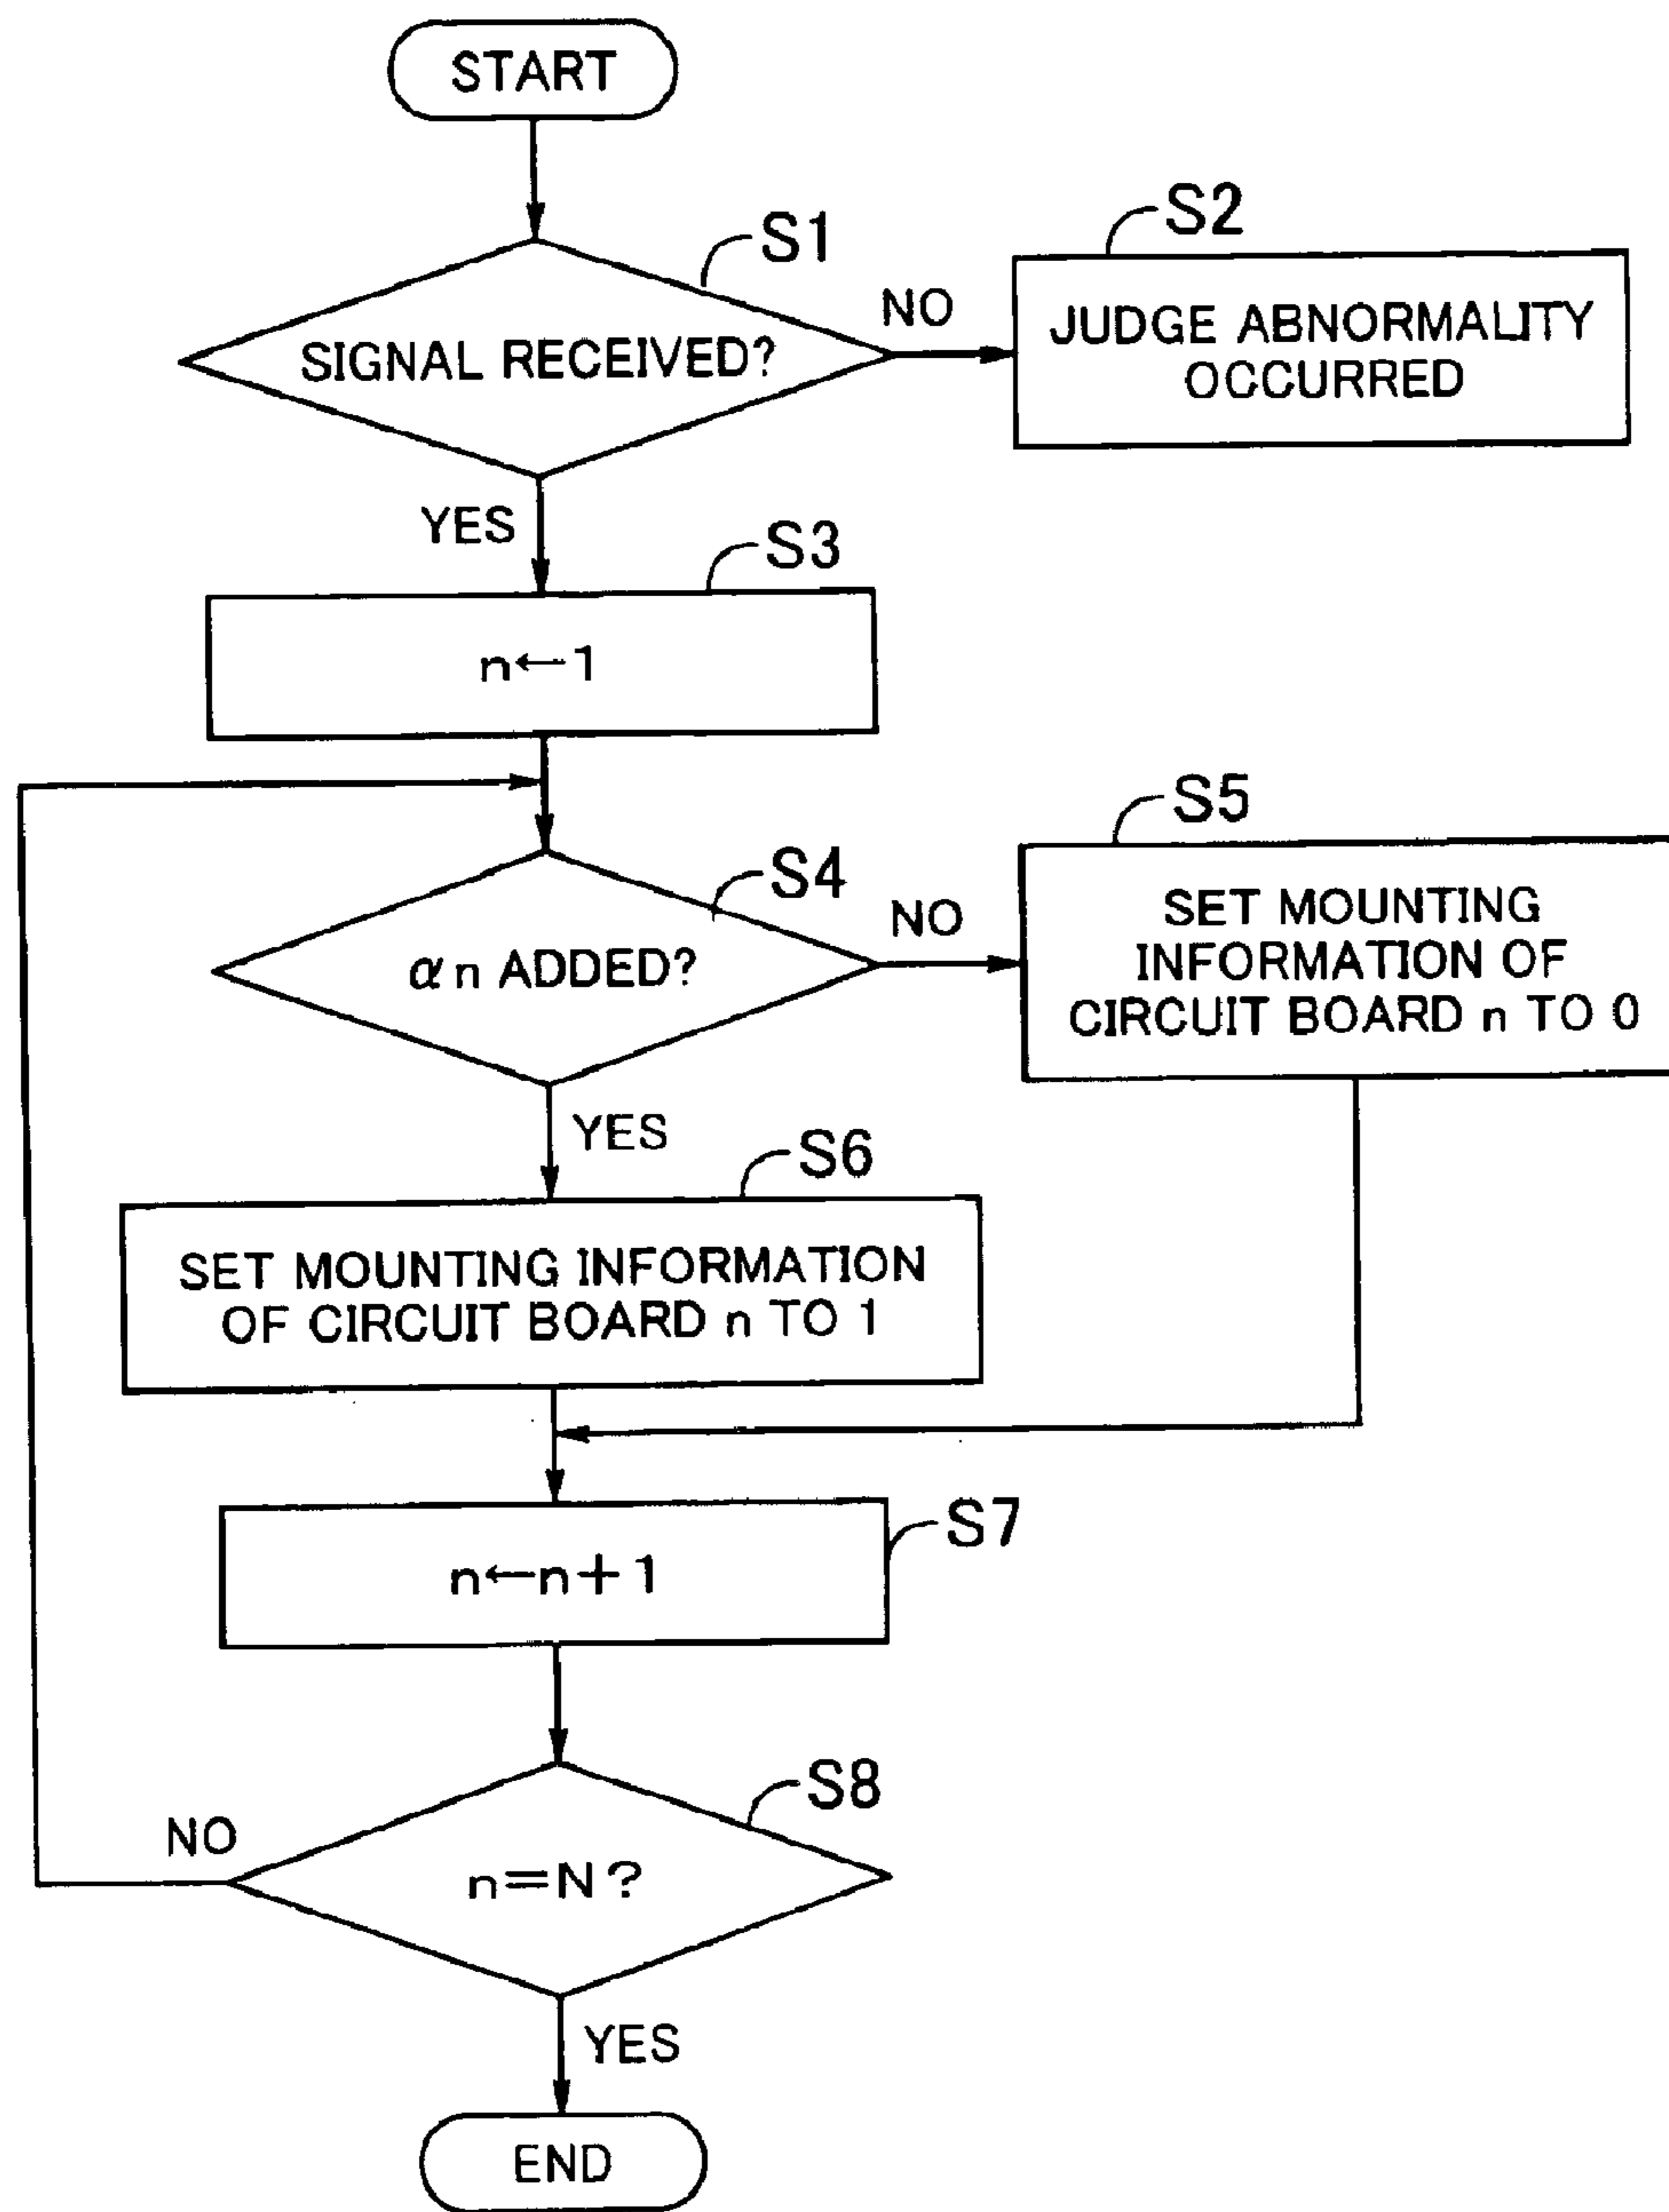 START
S1
SIGNAL RECEIVED?
NO
S2
JUDGE ABNORMALITY
OCCURRED
YES
S3
n←1
S4
αn ADDED?
NO
S5
SET MOUNTING
INFORMATION OF
CIRCUIT BOARD n TO 0
YES
S6
SET MOUNTING INFORMATION
OF CIRCUIT BOARD n TO 1
S7
n←n+1
S8
NO
n=N?
YES
END